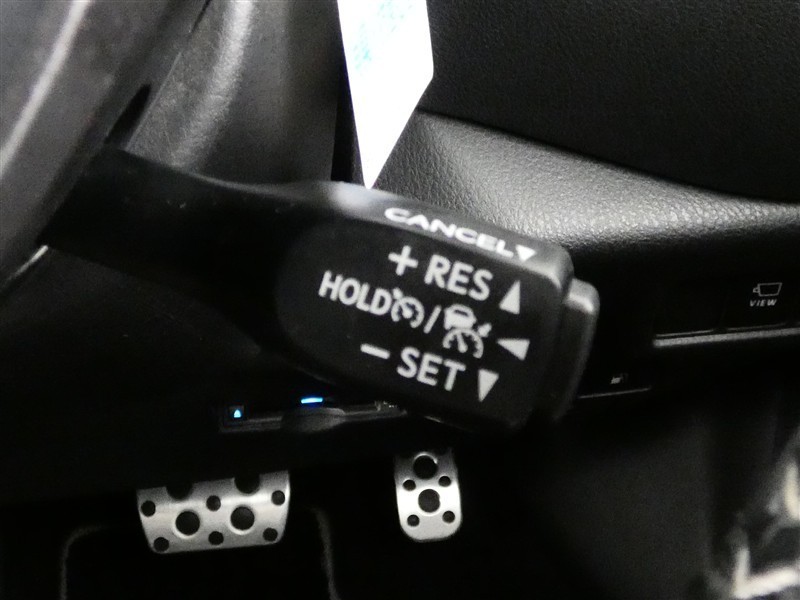 CANCEL▼
+ RES ▲
HOLD / ◀
− SET ▼
VIEW